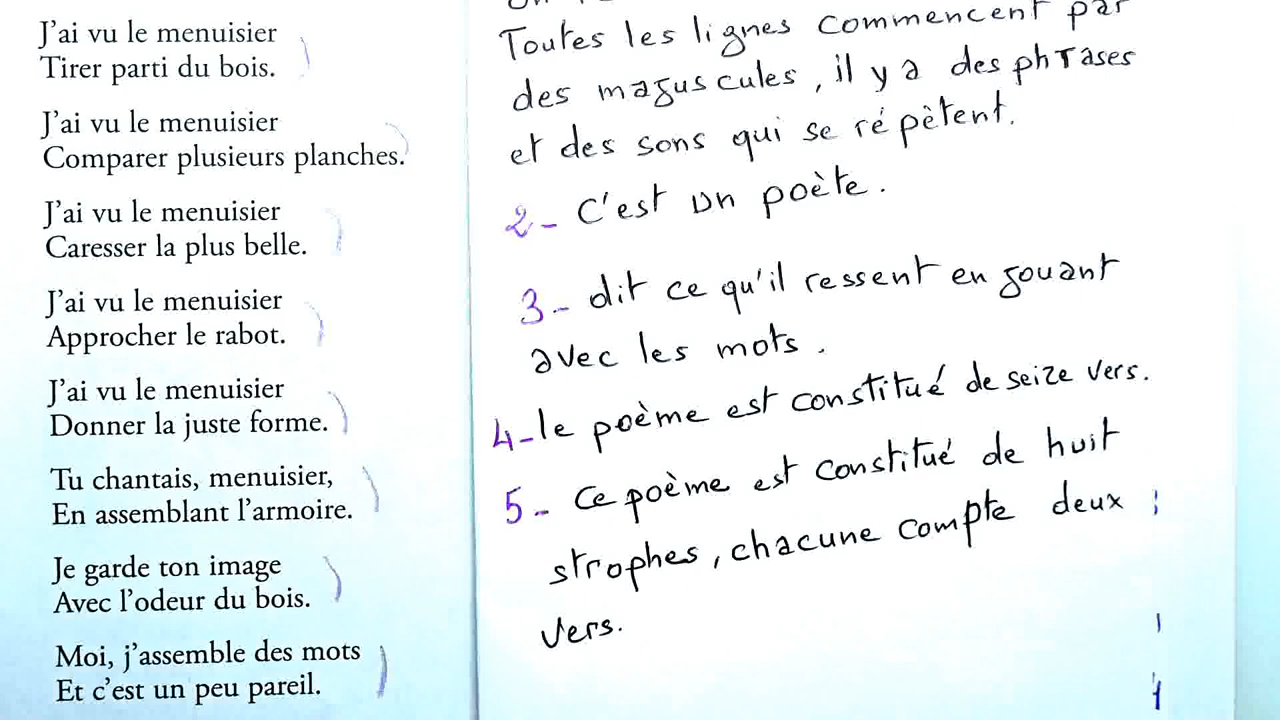 J'ai vu le menuisier
Tirer parti du bois.
J'ai vu le menuisier
Comparer plusieurs planches.
J'ai vu le menuisier
Caresser la plus belle.
J'ai vu le menuisier
Approcher le rabot.
J'ai vu le menuisier
Donner la juste forme.
Tu chantais, menuisier,
En assemblant l'armoire.
Je garde ton image
Avec l'odeur du bois.
Moi, j'assemble des mots
Et c'est un peu pareil.
Toutes les lignes commencent par
des majuscules, il y a des phrases
et des sons qui se répètent.
2- C'est un poète.
3- dit ce qu'il ressent en jouant
avec les mots.
4- le poème est constitué de seize vers.
5- Ce poème est constitué de huit
strophes, chacune compte deux
vers.